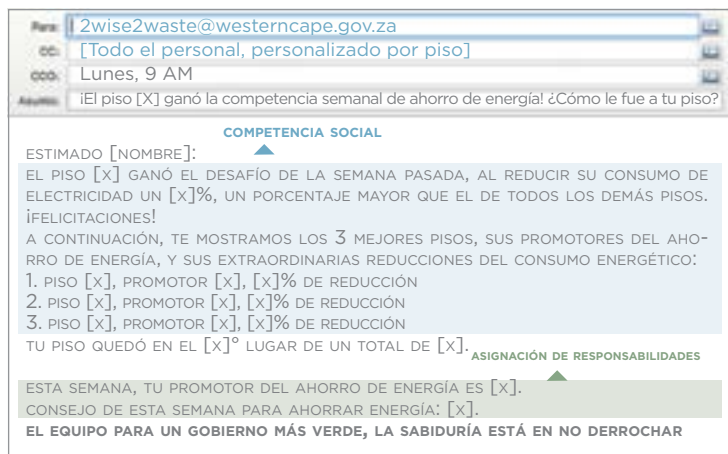 Para: 2wise2waste@westerncape.gov.za
CC: [Todo el personal, personalizado por piso]
CCO: Lunes, 9 AM
Asunto: ¡El piso [X] ganó la competencia semanal de ahorro de energía! ¿Cómo le fue a tu piso?
COMPETENCIA SOCIAL
ESTIMADO [NOMBRE]:
EL PISO [X] GANÓ EL DESAFÍO DE LA SEMANA PASADA, AL REDUCIR SU CONSUMO DE
ELECTRICIDAD UN [X]%, UN PORCENTAJE MAYOR QUE EL DE TODOS LOS DEMÁS PISOS.
¡FELICITACIONES!
A CONTINUACIÓN, TE MOSTRAMOS LOS 3 MEJORES PISOS, SUS PROMOTORES DEL AHO-
RRO DE ENERGÍA, Y SUS EXTRAORDINARIAS REDUCCIONES DEL CONSUMO ENERGÉTICO:
1. PISO [X], PROMOTOR [X], [X]% DE REDUCCIÓN
2. PISO [X], PROMOTOR [X], [X]% DE REDUCCIÓN
3. PISO [X], PROMOTOR [X], [X]% DE REDUCCIÓN
TU PISO QUEDÓ EN EL [X]° LUGAR DE UN TOTAL DE [X].
ASIGNACIÓN DE RESPONSABILIDADES
ESTA SEMANA, TU PROMOTOR DEL AHORRO DE ENERGÍA ES [X].
CONSEJO DE ESTA SEMANA PARA AHORRAR ENERGÍA: [X].
EL EQUIPO PARA UN GOBIERNO MÁS VERDE, LA SABIDURÍA ESTÁ EN NO DERROCHAR